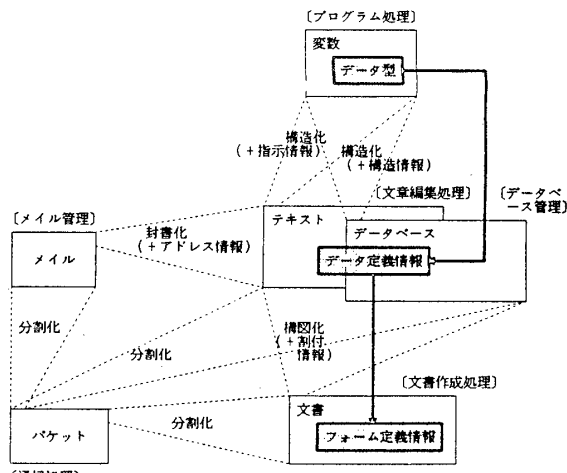 〔プログラム処理〕
変数
データ型
構造化
(+指示情報)
構造化
(+構造情報)
〔文章編集処理〕
〔データベ
ース管理〕
〔メイル管理〕
テキスト
封書化
(+アドレス情報)
データベース
メイル
データ定義情報
分割化
分割化
構図化
(+割付
情報)
〔文書作成処理〕
文書
パケット
分割化
フォーム定義情報